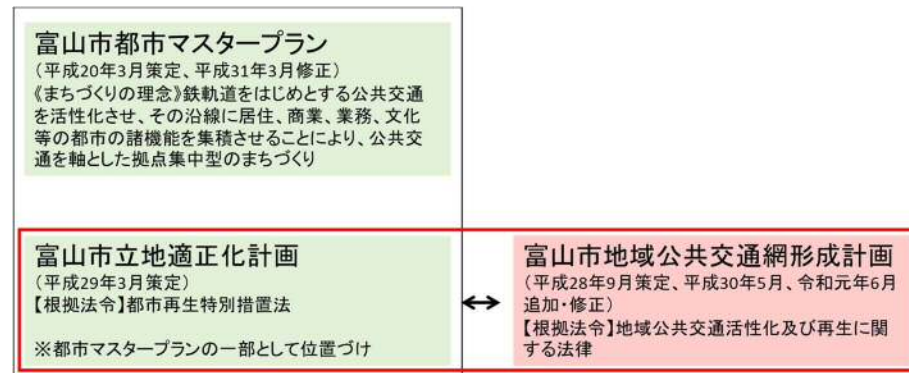 富山市都市マスタープラン
（平成20年3月策定、平成31年3月修正）
《まちづくりの理念》鉄軌道をはじめとする公共交通
を活性化させ、その沿線に居住、商業、業務、文化
等の都市の諸機能を集積させることにより、公共交
通を軸とした拠点集中型のまちづくり
富山市立地適正化計画
（平成29年3月策定）
【根拠法令】都市再生特別措置法
※都市マスタープランの一部として位置づけ
富山市地域公共交通網形成計画
（平成28年9月策定、平成30年5月、令和元年6月
追加・修正）
【根拠法令】地域公共交通活性化及び再生に関
する法律